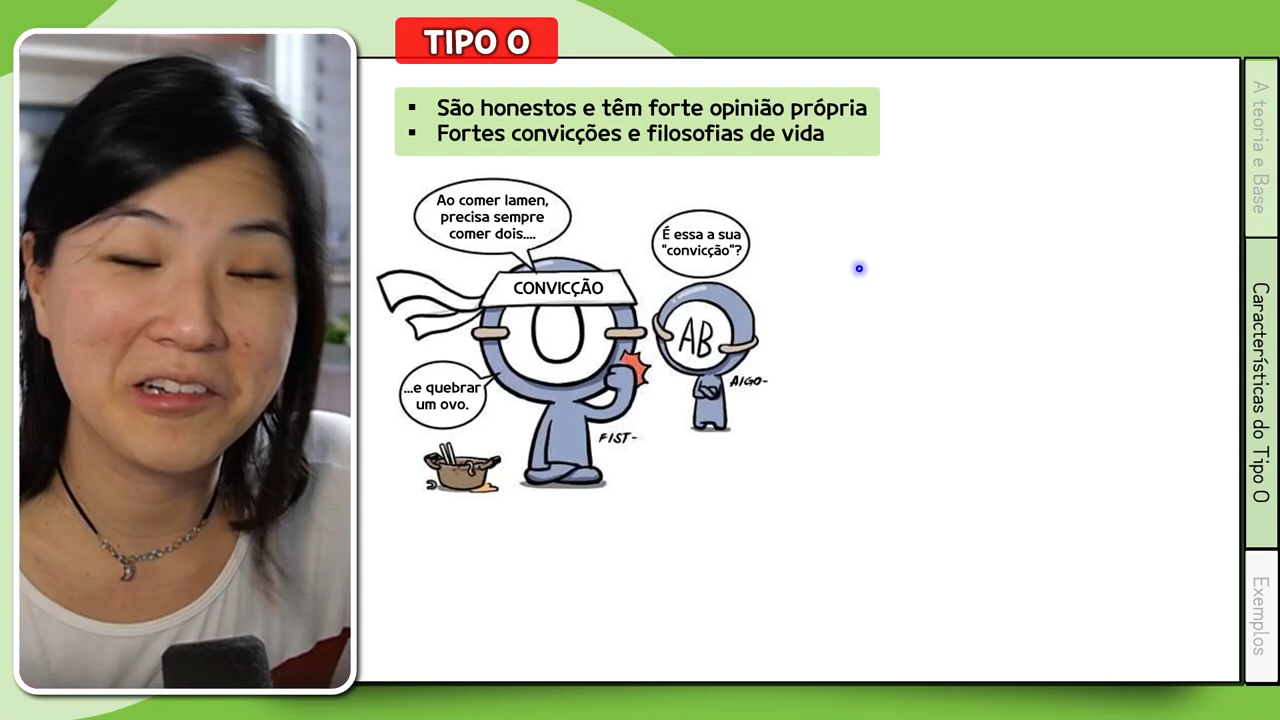 TIPO O
▪ São honestos e têm forte opinião própria
▪ Fortes convicções e filosofias de vida
Ao comer lamen,
precisa sempre
comer dois....
É essa a sua
"convicção"?
CONVICÇÃO
O
AB
...e quebrar
um ovo.
AIGO-
FIST-
A teoria e Base
Características do Tipo O
Exemplos